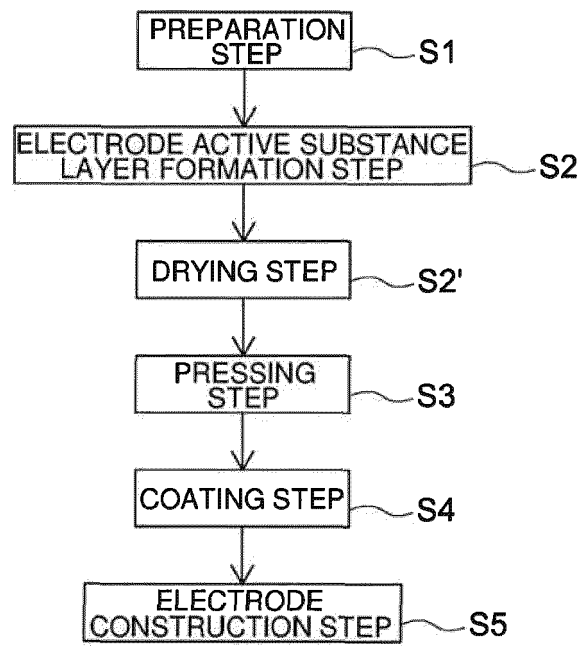 PREPARATION
STEP
S1
ELECTRODE ACTIVE SUBSTANCE
LAYER FORMATION STEP
S2
DRYING STEP
S2'
PRESSING
STEP
S3
COATING STEP
S4
ELECTRODE
CONSTRUCTION STEP
S5